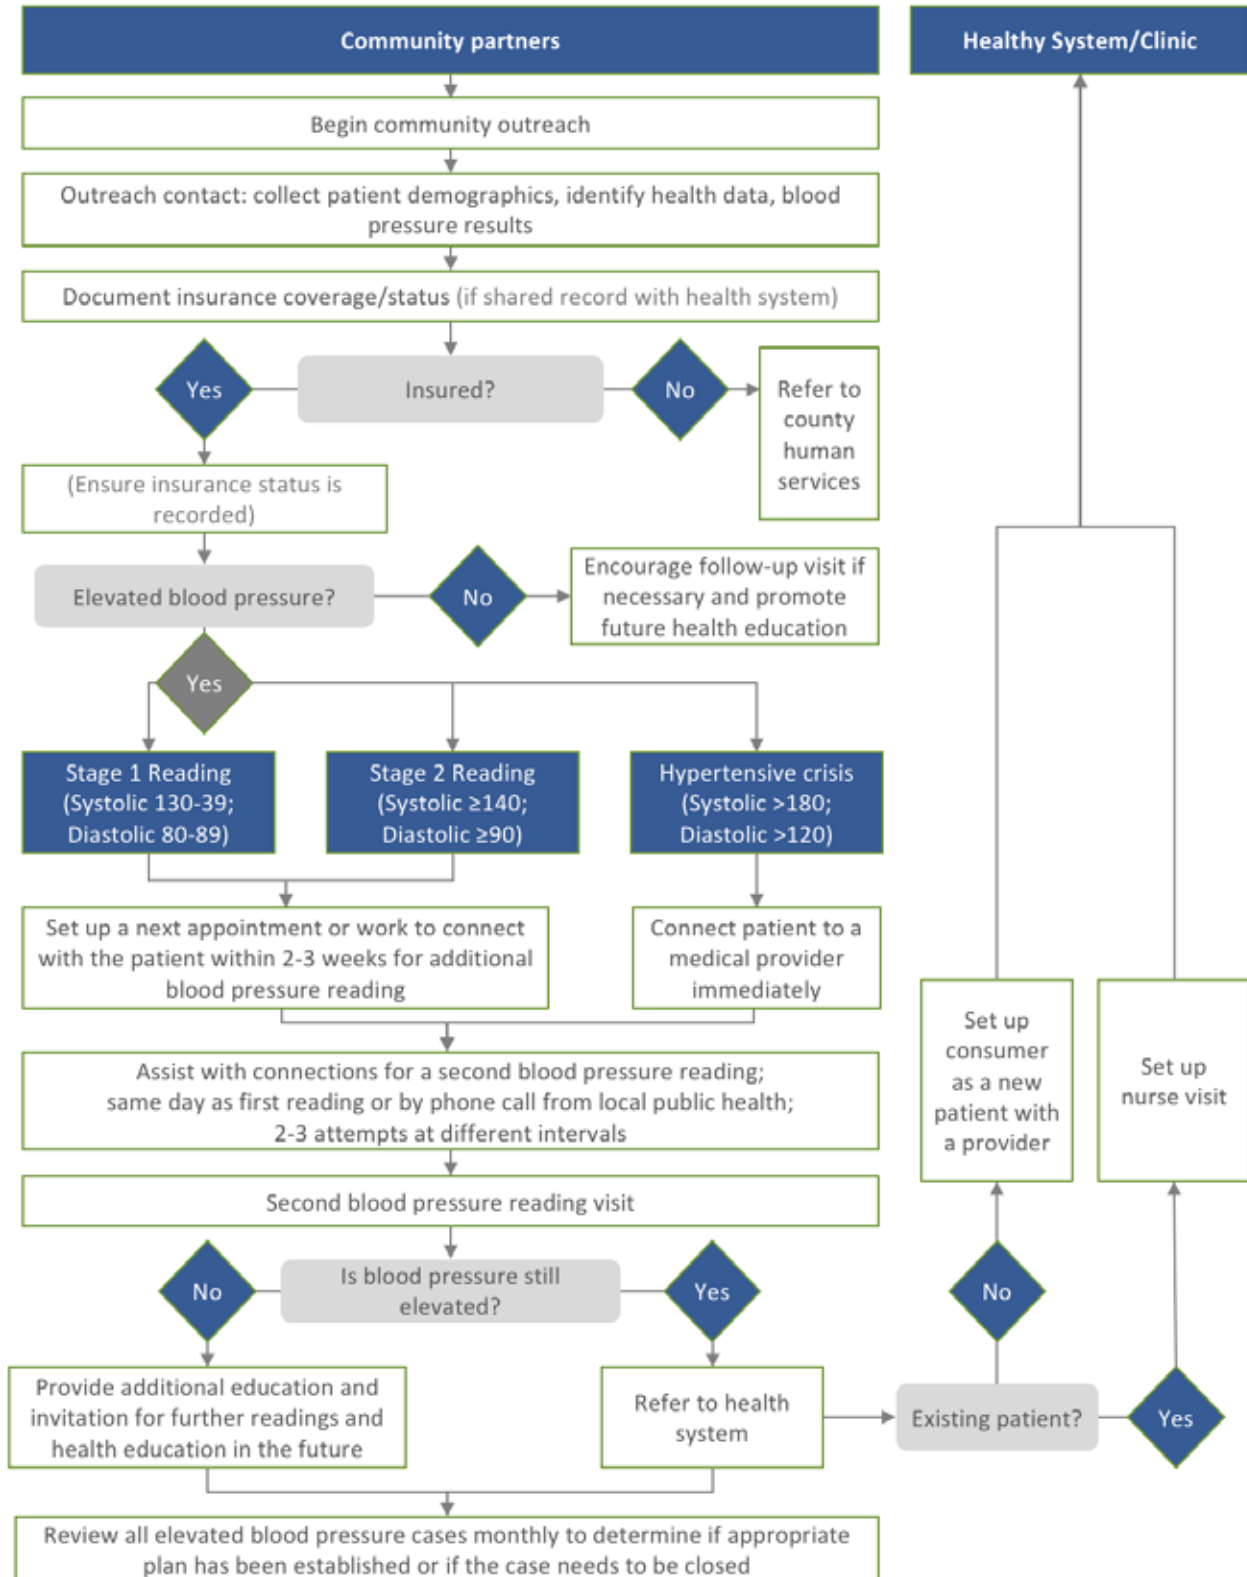 Community partners
Healthy System/Clinic
Begin community outreach
Outreach contact: collect patient demographics, identify health data, blood
pressure results
Document insurance coverage/status (if shared record with health system)
Yes
Insured?
No
Refer to
county
human
services
(Ensure insurance status is
recorded)
Elevated blood pressure?
No
Encourage follow-up visit if
necessary and promote
future health education
Yes
Stage 1 Reading
(Systolic 130-39;
Diastolic 80-89)
Stage 2 Reading
(Systolic ≥140;
Diastolic ≥90)
Hypertensive crisis
(Systolic >180;
Diastolic >120)
Set up a next appointment or work to connect
with the patient within 2-3 weeks for additional
blood pressure reading
Connect patient to a
medical provider
immediately
Assist with connections for a second blood pressure reading;
same day as first reading or by phone call from local public health;
2-3 attempts at different intervals
Second blood pressure reading visit
No
Is blood pressure still
elevated?
Yes
Provide additional education and
invitation for further readings and
health education in the future
Refer to health
system
Existing patient?
No
Yes
Set up
consumer
as a new
patient with
a provider
Set up
nurse visit
Review all elevated blood pressure cases monthly to determine if appropriate
plan has been established or if the case needs to be closed